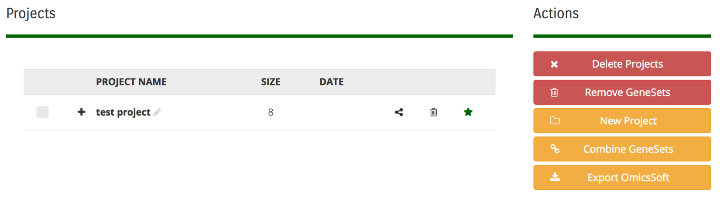 Projects
Actions
PROJECT NAME SIZE DATE
test project 8
Delete Projects
Remove GeneSets
New Project
Combine GeneSets
Export OmicsSoft